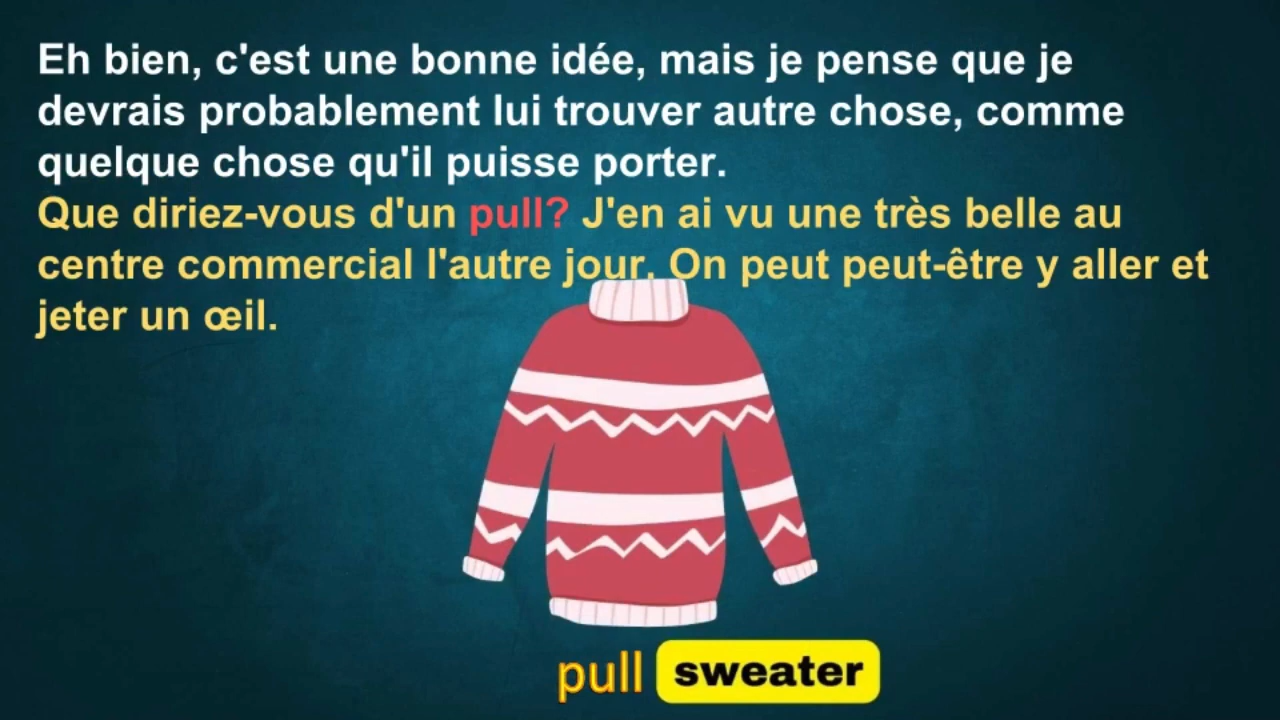 Eh bien, c'est une bonne idée, mais je pense que je
devrais probablement lui trouver autre chose, comme
quelque chose qu'il puisse porter.
Que diriez-vous d'un pull? J'en ai vu une très belle au
centre commercial l'autre jour. On peut peut-être y aller et
jeter un œil.
pull sweater